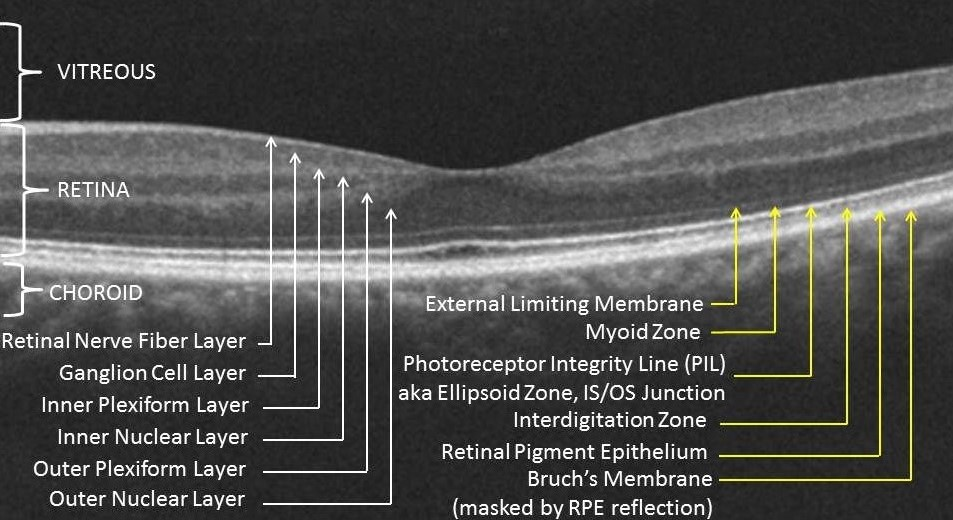 VITREOUS
RETINA
CHOROID
Retinal Nerve Fiber Layer
Ganglion Cell Layer
Inner Plexiform Layer
Inner Nuclear Layer
Outer Plexiform Layer
Outer Nuclear Layer
External Limiting Membrane
Myoid Zone
Photoreceptor Integrity Line (PIL)
aka Ellipsoid Zone, IS/OS Junction
Interdigitation Zone
Retinal Pigment Epithelium
Bruch's Membrane
(masked by RPE reflection)